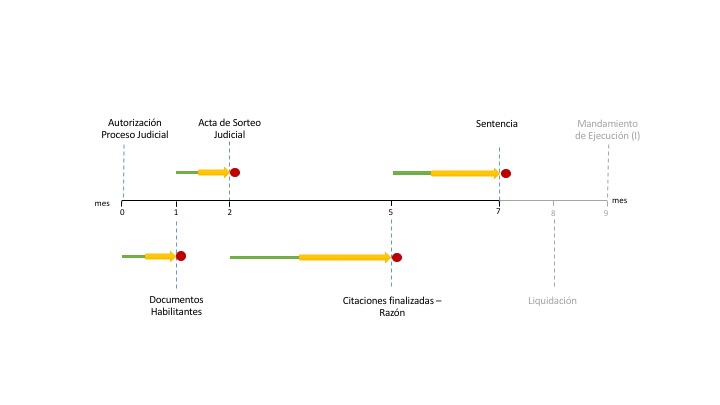 Autorización
Proceso Judicial
Acta de Sorteo
Judicial
Sentencia
Mandamiento
de Ejecución (I)
mes
mes
0
1
2
5
7
8
9
Documentos
Habilitantes
Citaciones finalizadas –
Razón
Liquidación